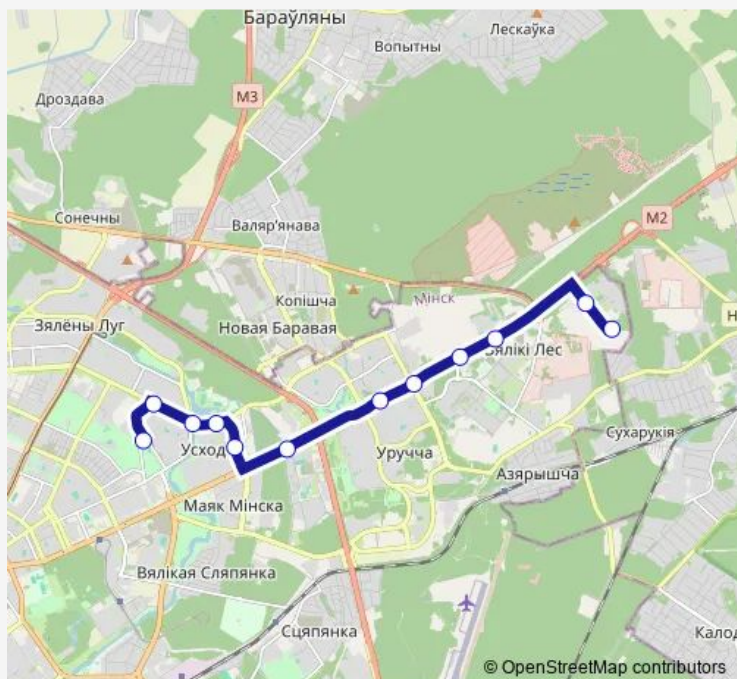 Бараўляны
Лескаўка
Вопытны
Дроздава
M3
M2
Сонечны
Валяр'янава
Мінск
Копішча
Н
Зялёны Луг
Новая Баравая
Вялікі Лес
Усход
Уручча
Сухарукія
Азярышча
Маяк Мінска
Вялікая Сляпянка
Сцяпянка
Калод
© OpenStreetMap contributors